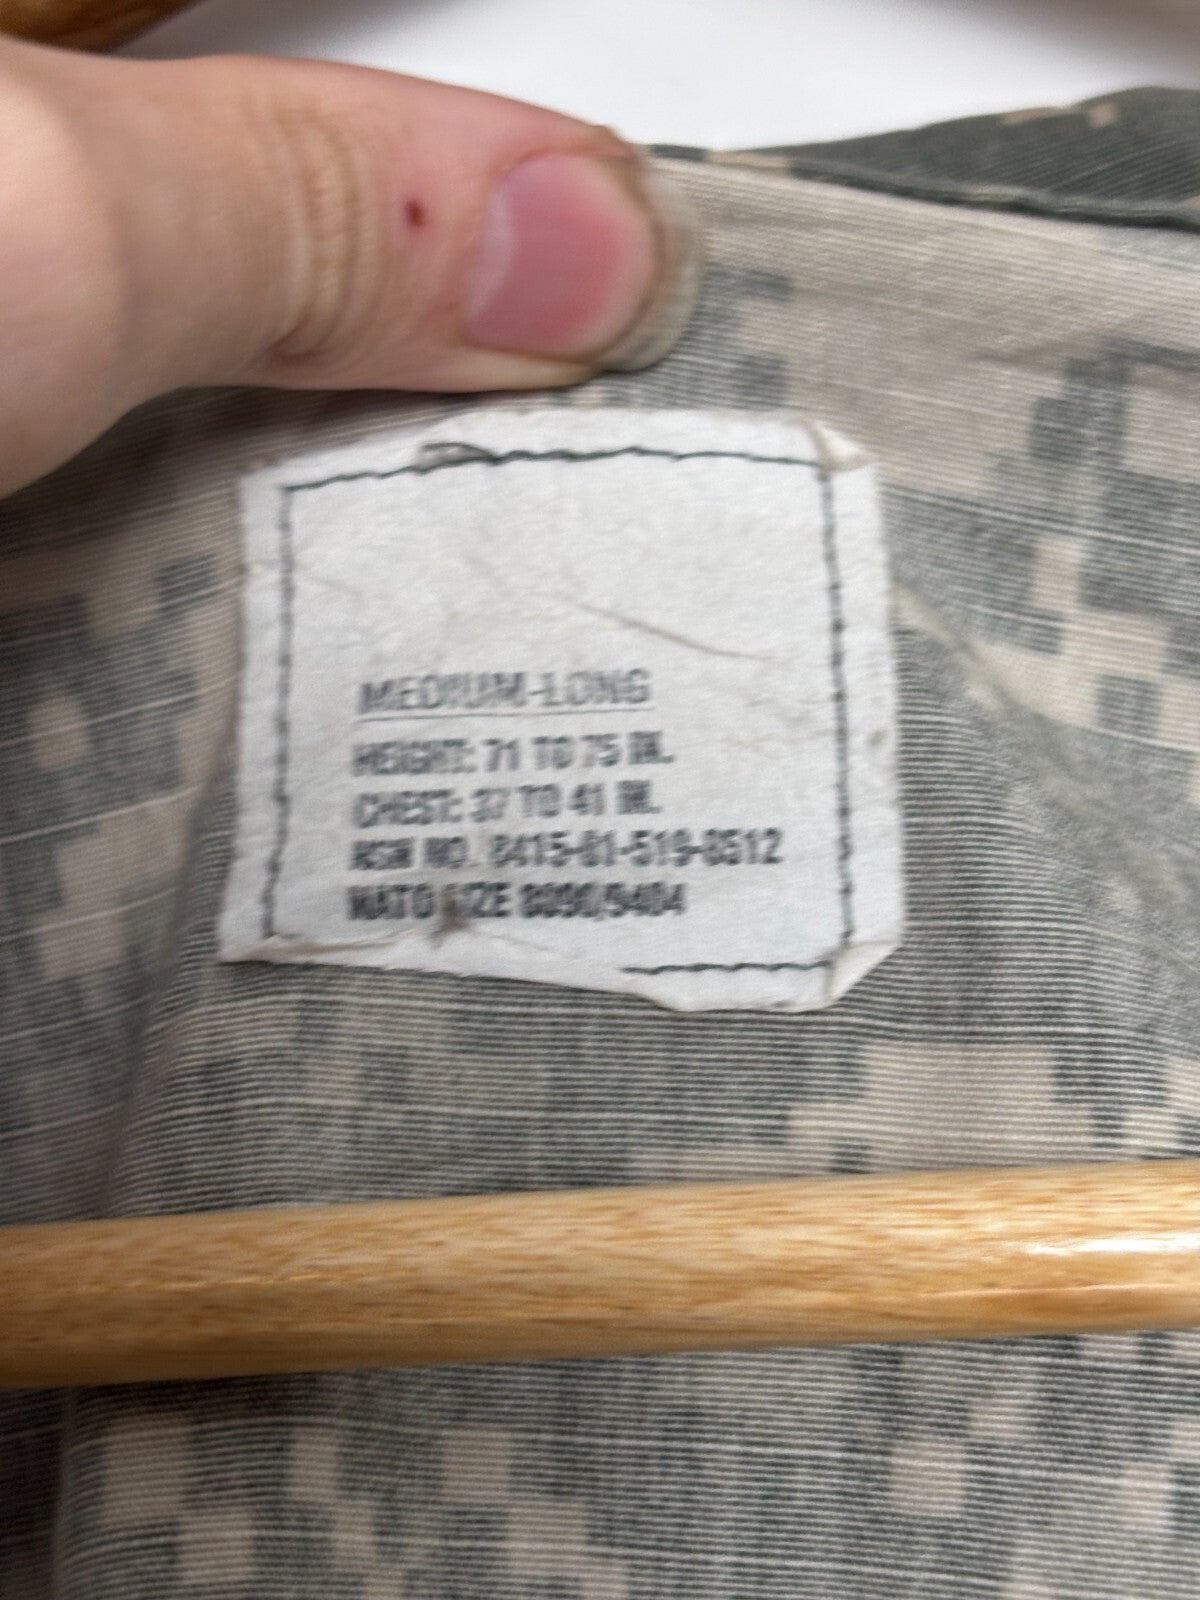 MEDIUM-LONG
HEIGHT: 71 TO 75 IN.
CHEST: 37 TO 41 IN.
NSN NO. 8415-01-519-8512
NATO SIZE 8090/9404